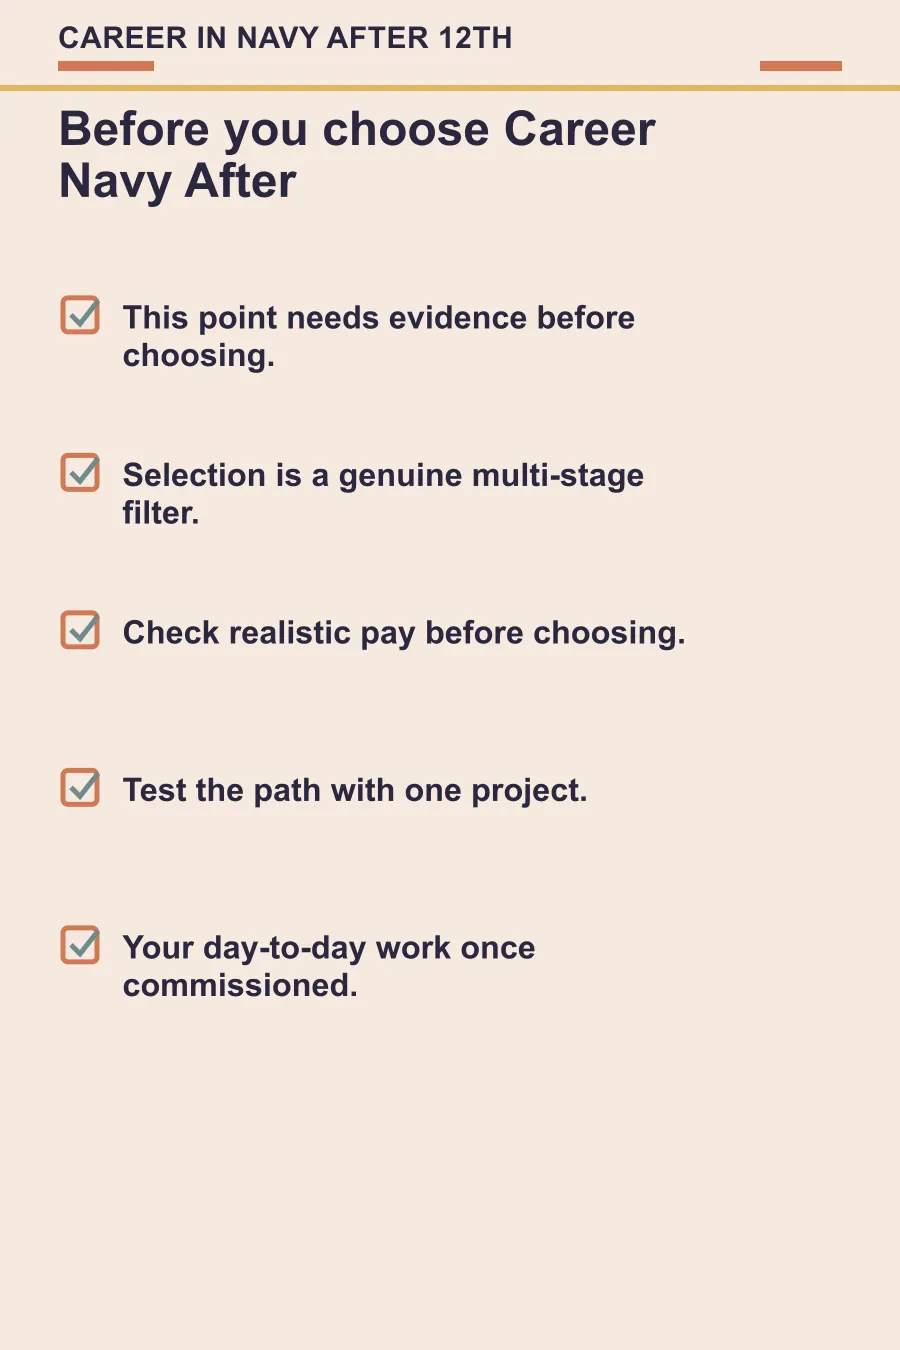 CAREER IN NAVY AFTER 12TH
Before you choose Career
Navy After
This point needs evidence before
choosing.
Selection is a genuine multi-stage
filter.
Check realistic pay before choosing.
Test the path with one project.
Your day-to-day work once
commissioned.